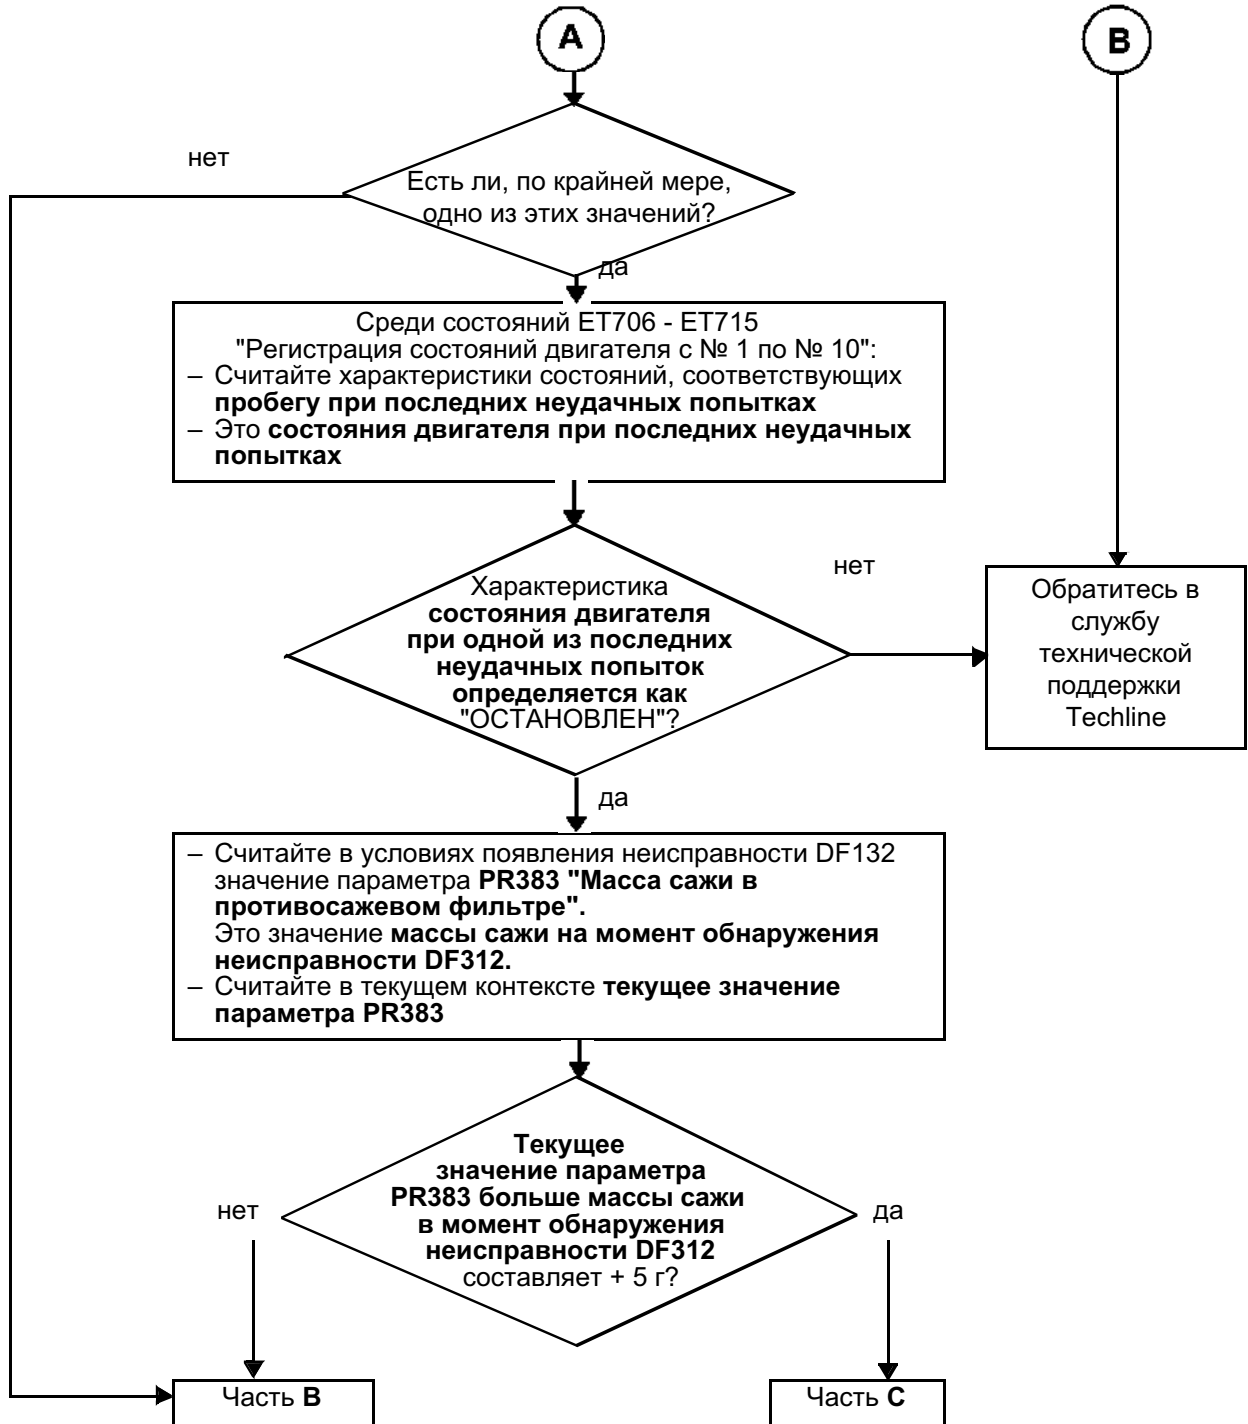 A
B
нет
Есть ли, по крайней мере,
одно из этих значений?
да
Среди состояний ET706 - ET715
"Регистрация состояний двигателя с № 1 по № 10":
– Считайте характеристики состояний, соответствующих
пробегу при последних неудачных попытках
– Это состояния двигателя при последних неудачных
попытках
Характеристика
состояния двигателя
при одной из последних
неудачных попыток
определяется как
"ОСТАНОВЛЕН"?
нет
Обратитесь в
службу
технической
поддержки
Techline
да
– Считайте в условиях появления неисправности DF132
значение параметра PR383 "Масса сажи в
противосажевом фильтре".
Это значение массы сажи на момент обнаружения
неисправности DF312.
– Считайте в текущем контексте текущее значение
параметра PR383
Текущее
значение параметра
PR383 больше массы сажи
в момент обнаружения
неисправности DF312
составляет + 5 г?
нет
да
Часть B
Часть C